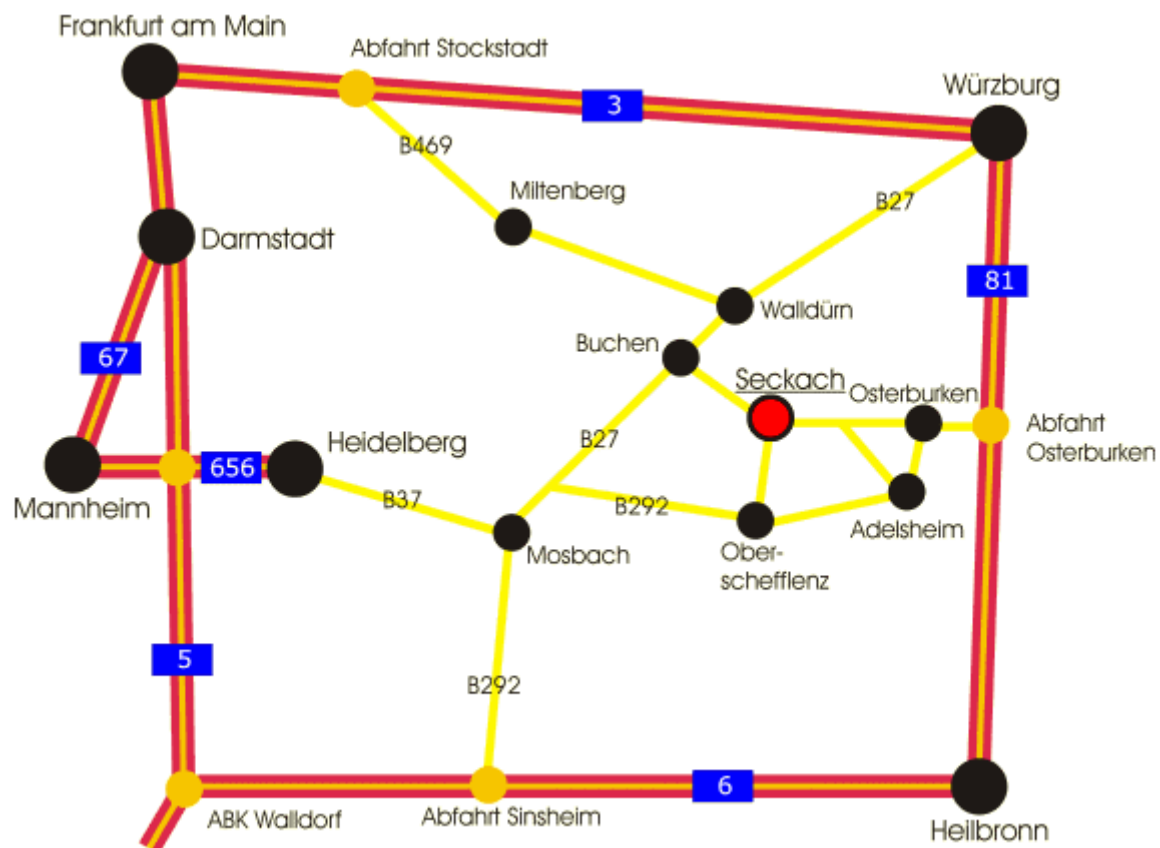 Frankfurt am Main
Abfahrt Stockstadt
Würzburg
3
B469
Miltenberg
B27
Darmstadt
81
Walldürn
Buchen
67
Seckach
Osterburken
Abfahrt
Osterburken
Heidelberg
B27
656
Mannheim
B37
B292
Adelsheim
Mosbach
Ober-
schefflenz
5
B292
6
ABK Walldorf
Abfahrt Sinsheim
Heilbronn